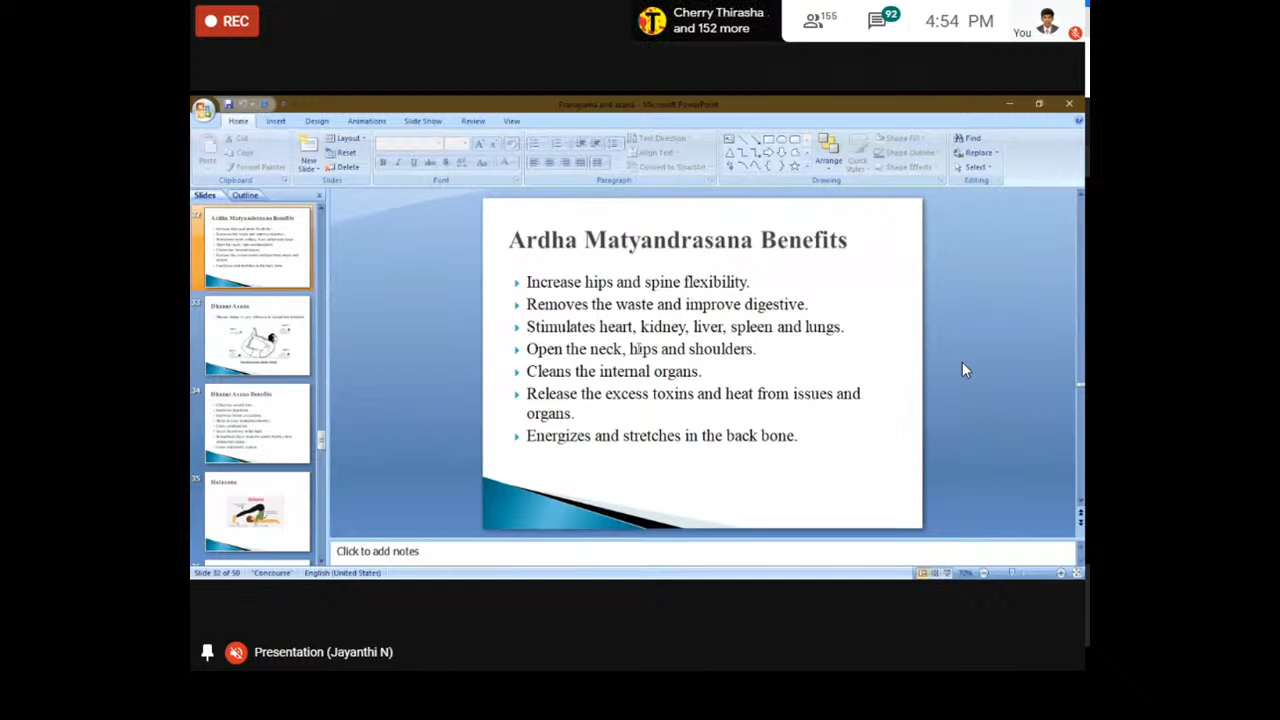 REC
Cherry Thirasha
and 152 more
155
92
4:54 PM
You
Pranayama and asana - Microsoft PowerPoint
Home
Insert
Design
Animations
Slide Show
Review
View
Paste
Cut
Copy
Format Painter
Clipboard
New
Slide
Layout
Reset
Delete
Slides
Font
Text Direction
Align Text
Convert to SmartArt
Paragraph
Arrange
Quick
Styles
Shape Fill
Shape Outline
Shape Effects
Drawing
Find
Replace
Select
Editing
Slides
Outline
Ardha Matyandrasana Benefits
Increase hips and spine flexibility.
Removes the wast and improve digestive.
Stimulates heart, kidney, liver, spleen and lungs.
Open the neck, hips and shoulders.
Cleans the internal organs.
Release the excess toxins and heat from issues and
organs.
Energizes and stretches in the back bone.
33
Dhanur Asana
34
Dhanur Asana Benefits
35
Halasana
Click to add notes
Slide 32 of 50
"Concourse"
English (United States)
70%
Presentation (Jayanthi N)